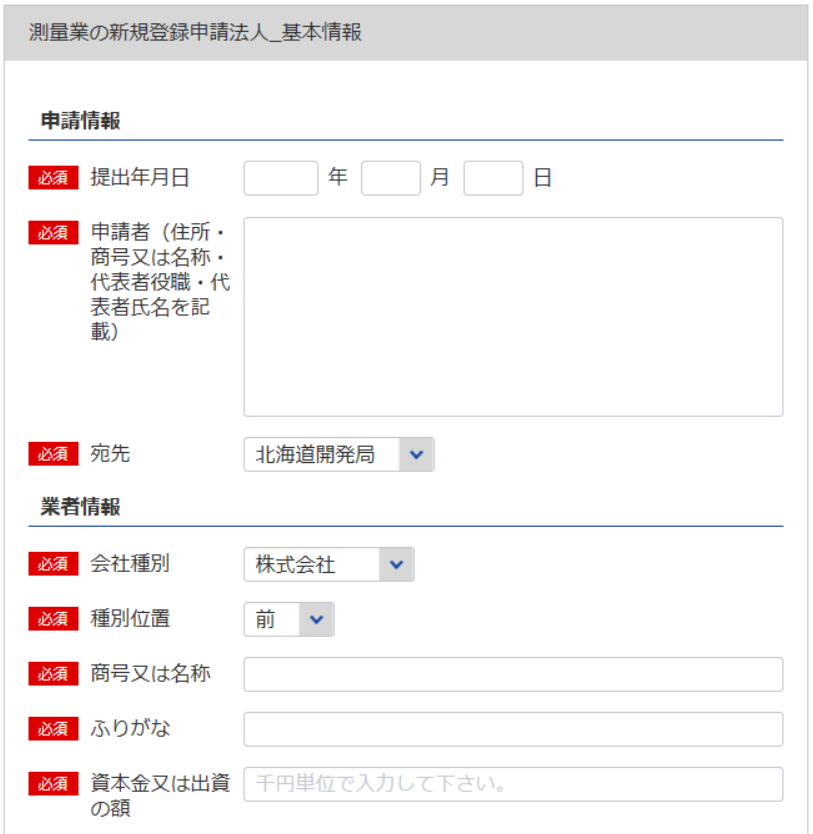 測量業の新規登録申請法人_基本情報
申請情報
必須 提出年月日 年 月 日
必須 申請者（住所・
商号又は名称・
代表者役職・代
表者氏名を記
載）
必須 宛先 北海道開発局
業者情報
必須 会社種別 株式会社
必須 種別位置 前
必須 商号又は名称
必須 ふりがな
必須 資本金又は出資 千円単位で入力して下さい。
の額